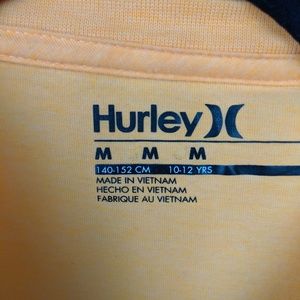 Hurley
M M M
140-152 CM 10-12 YRS
MADE IN VIETNAM
HECHO EN VIETNAM
FABRIQUE AU VIETNAM